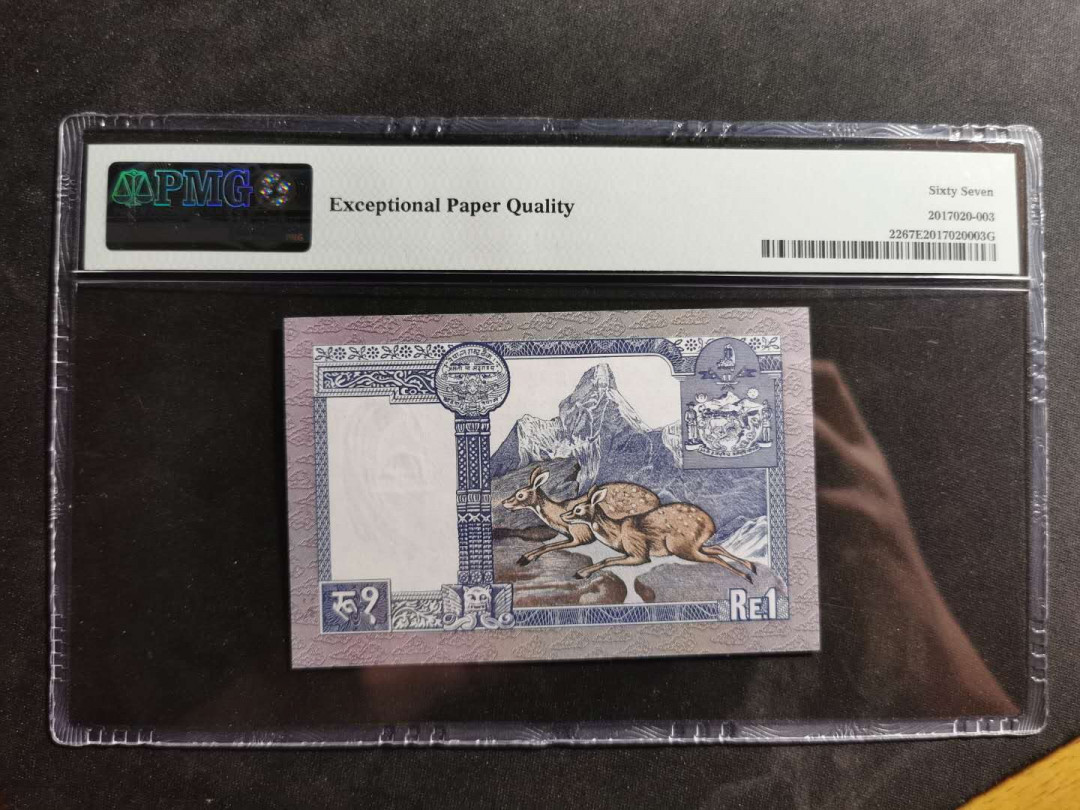 PMG
Exceptional Paper Quality
Sixty Seven
2017020-003
2267E2017020003G
रू १
RE.1